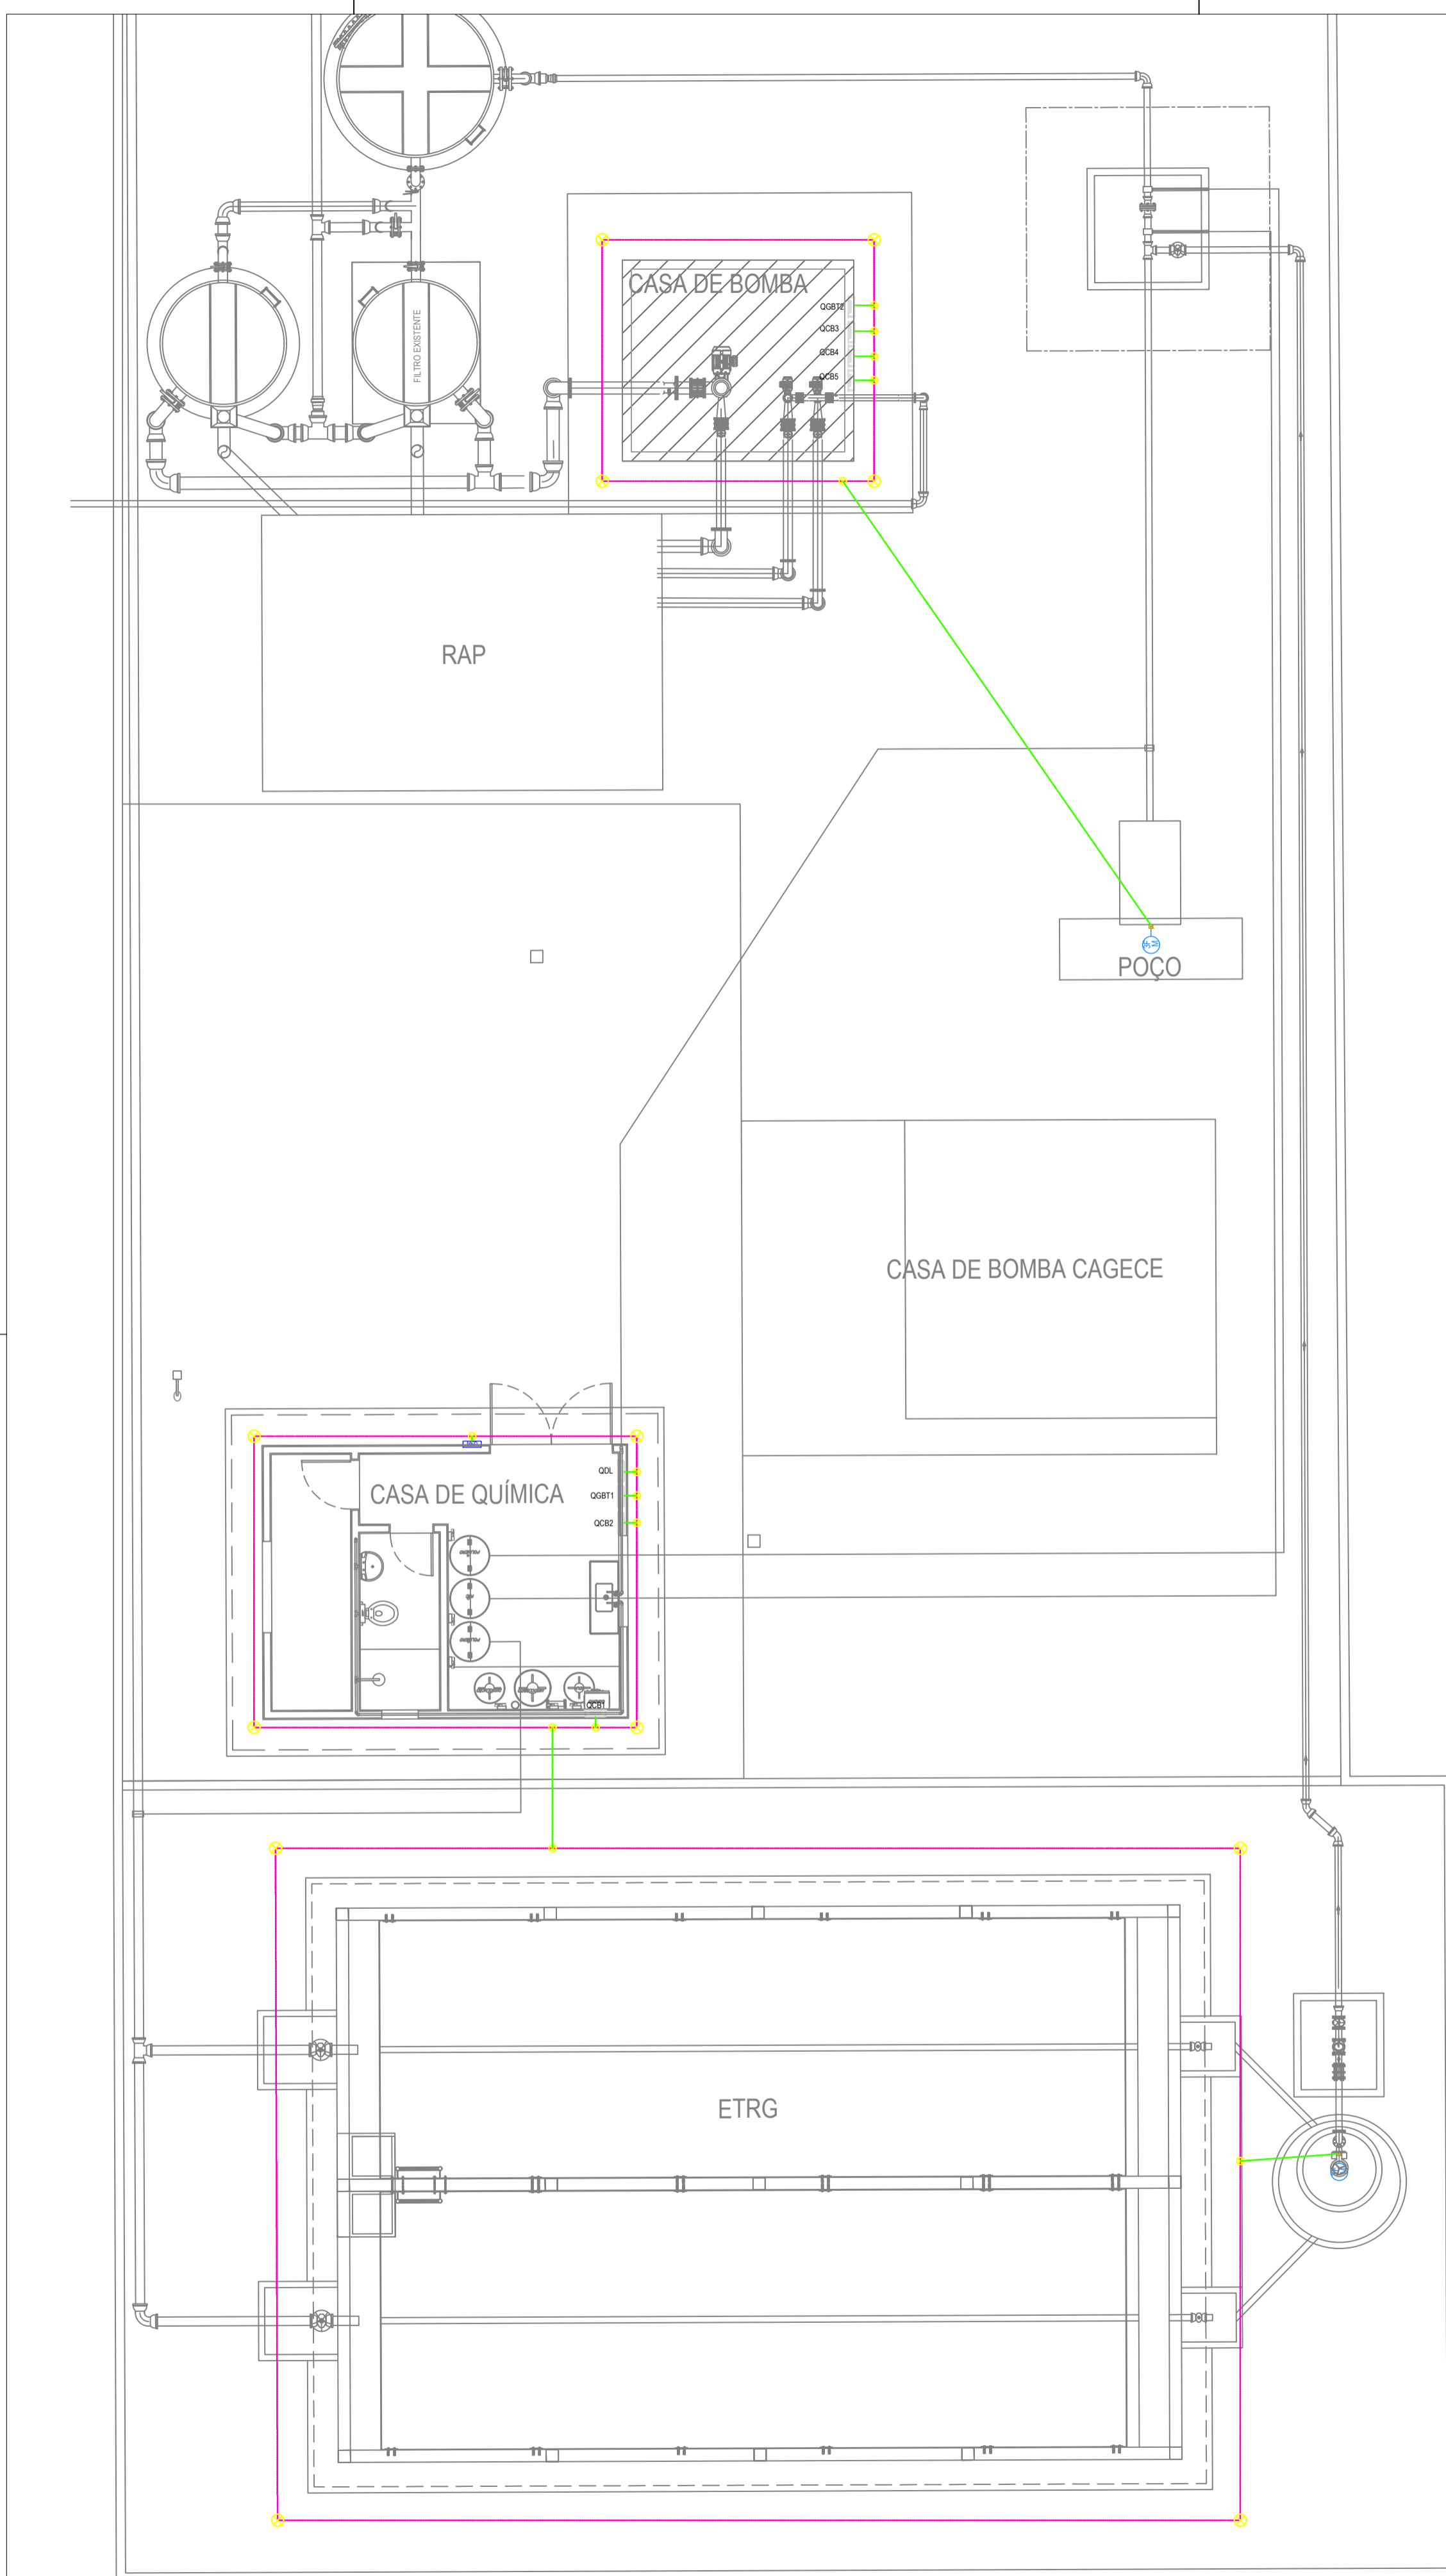 CASA DE BOMBA
QGBT2
QCB3
FILTRO EXISTENTE
QCB4
QCB5
RAP
POÇO
CASA DE BOMBA CAGECE
QDL
CASA DE QUÍMICA
QGBT1
QCB2
QCB1
ETRG